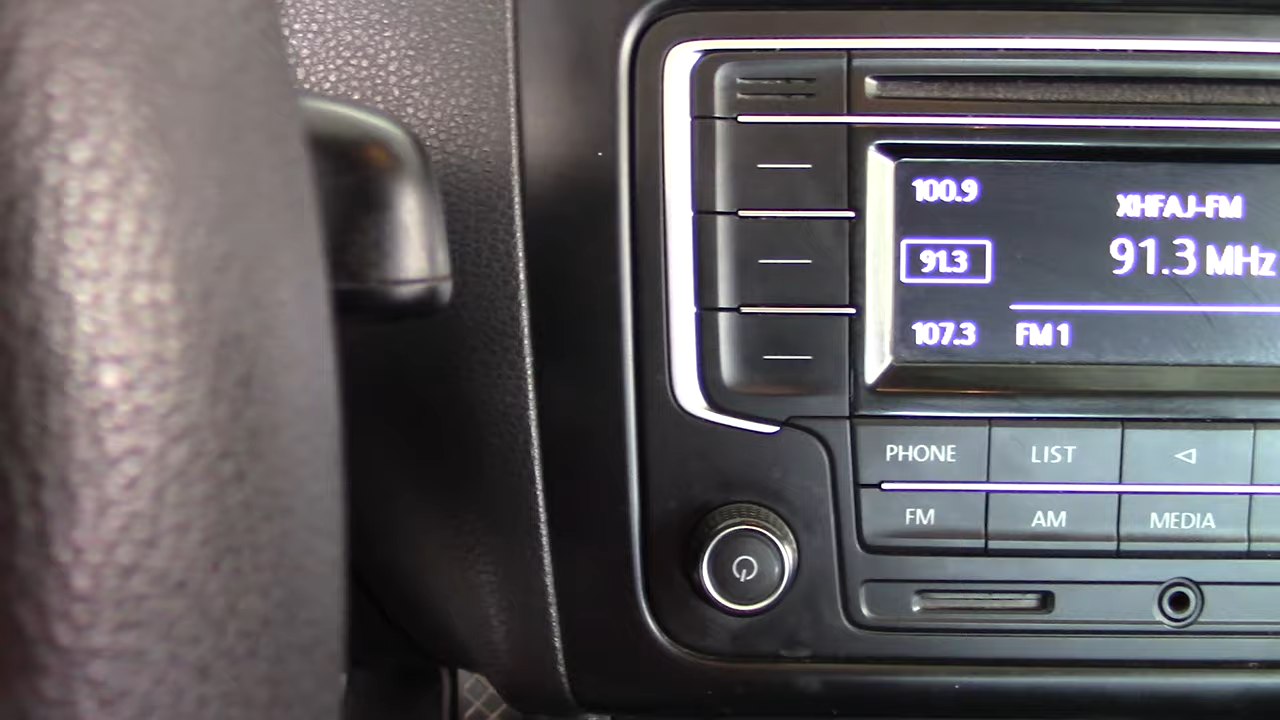 100.9
XHFAJ-FM
91.3
91.3 MHz
107.3
FM 1
PHONE
LIST
FM
AM
MEDIA